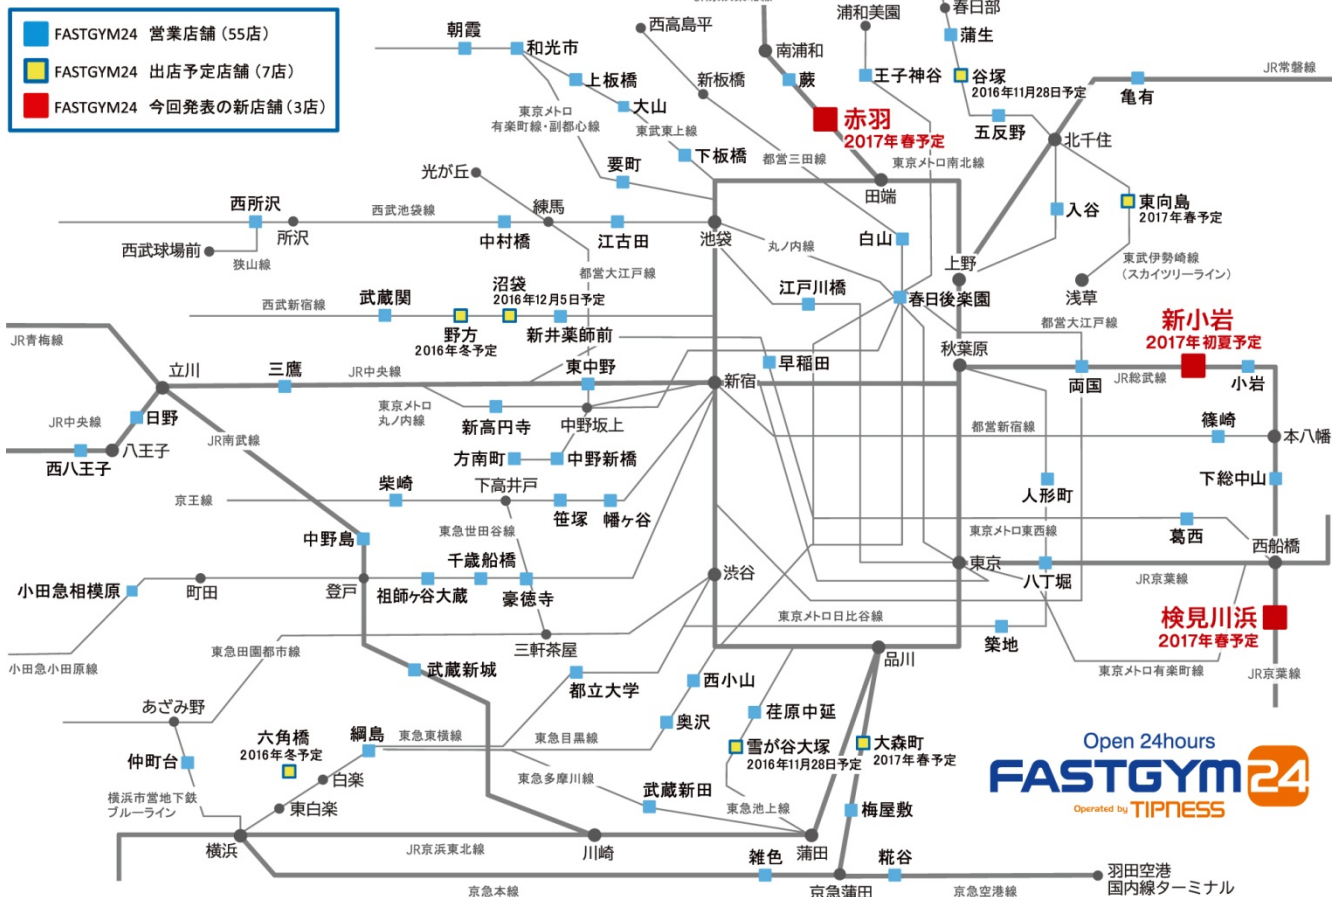 FASTGYM24 営業店舗(55店)
FASTGYM24 出店予定店舗(7店)
FASTGYM24 今回発表の新店舗(3店)
朝霞
和光市
上板橋
大山
下板橋
要町
東京メトロ
有楽町線・副都心線
東武東上線
西高島平
新板橋
都営三田線
南浦和
蕨
赤羽
2017年春予定
田端
浦和美園
王子神谷
東京メトロ南北線
春日部
蒲生
谷塚
2016年11月28日予定
五反野
北千住
JR常磐線
亀有
入谷
東向島
2017年春予定
東武伊勢崎線
(スカイツリーライン)
浅草
上野
光が丘
練馬
西所沢
所沢
西武池袋線
中村橋
江古田
池袋
西武球場前
狭山線
都営大江戸線
丸ノ内線
白山
江戸川橋
春日後楽園
西武新宿線
武蔵関
野方
2016年冬予定
沼袋
2016年12月5日予定
新井薬師前
早稲田
秋葉原
都営大江戸線
両国
JR総武線
新小岩
2017年初夏予定
小岩
JR青梅線
立川
三鷹
JR中央線
東中野
新宿
日野
JR中央線
八王子
西八王子
JR南武線
東京メトロ
丸ノ内線
新高円寺
中野坂上
方南町
中野新橋
都営新宿線
篠崎
本八幡
下総中山
人形町
京王線
柴崎
下高井戸
笹塚
幡ヶ谷
東急世田谷線
東京メトロ東西線
葛西
西船橋
中野島
小田急相模原
町田
登戸
祖師ヶ谷大蔵
千歳船橋
豪徳寺
渋谷
東京
八丁堀
JR京葉線
小田急小田原線
東急田園都市線
三軒茶屋
東京メトロ日比谷線
築地
検見川浜
2017年春予定
東京メトロ有楽町線
JR京葉線
武蔵新城
都立大学
西小山
品川
あざみ野
仲町台
横浜市営地下鉄
ブルーライン
六角橋
2016年冬予定
綱島
東急東横線
東急目黒線
奥沢
荏原中延
雪が谷大塚
2016年11月28日予定
大森町
2017年春予定
白楽
東白楽
東急多摩川線
武蔵新田
東急池上線
梅屋敷
横浜
JR京浜東北線
川崎
蒲田
京急本線
雑色
京急蒲田
糀谷
京急空港線
羽田空港
国内線ターミナル
Open 24hours
FASTGYM24
Operated by TIPNESS